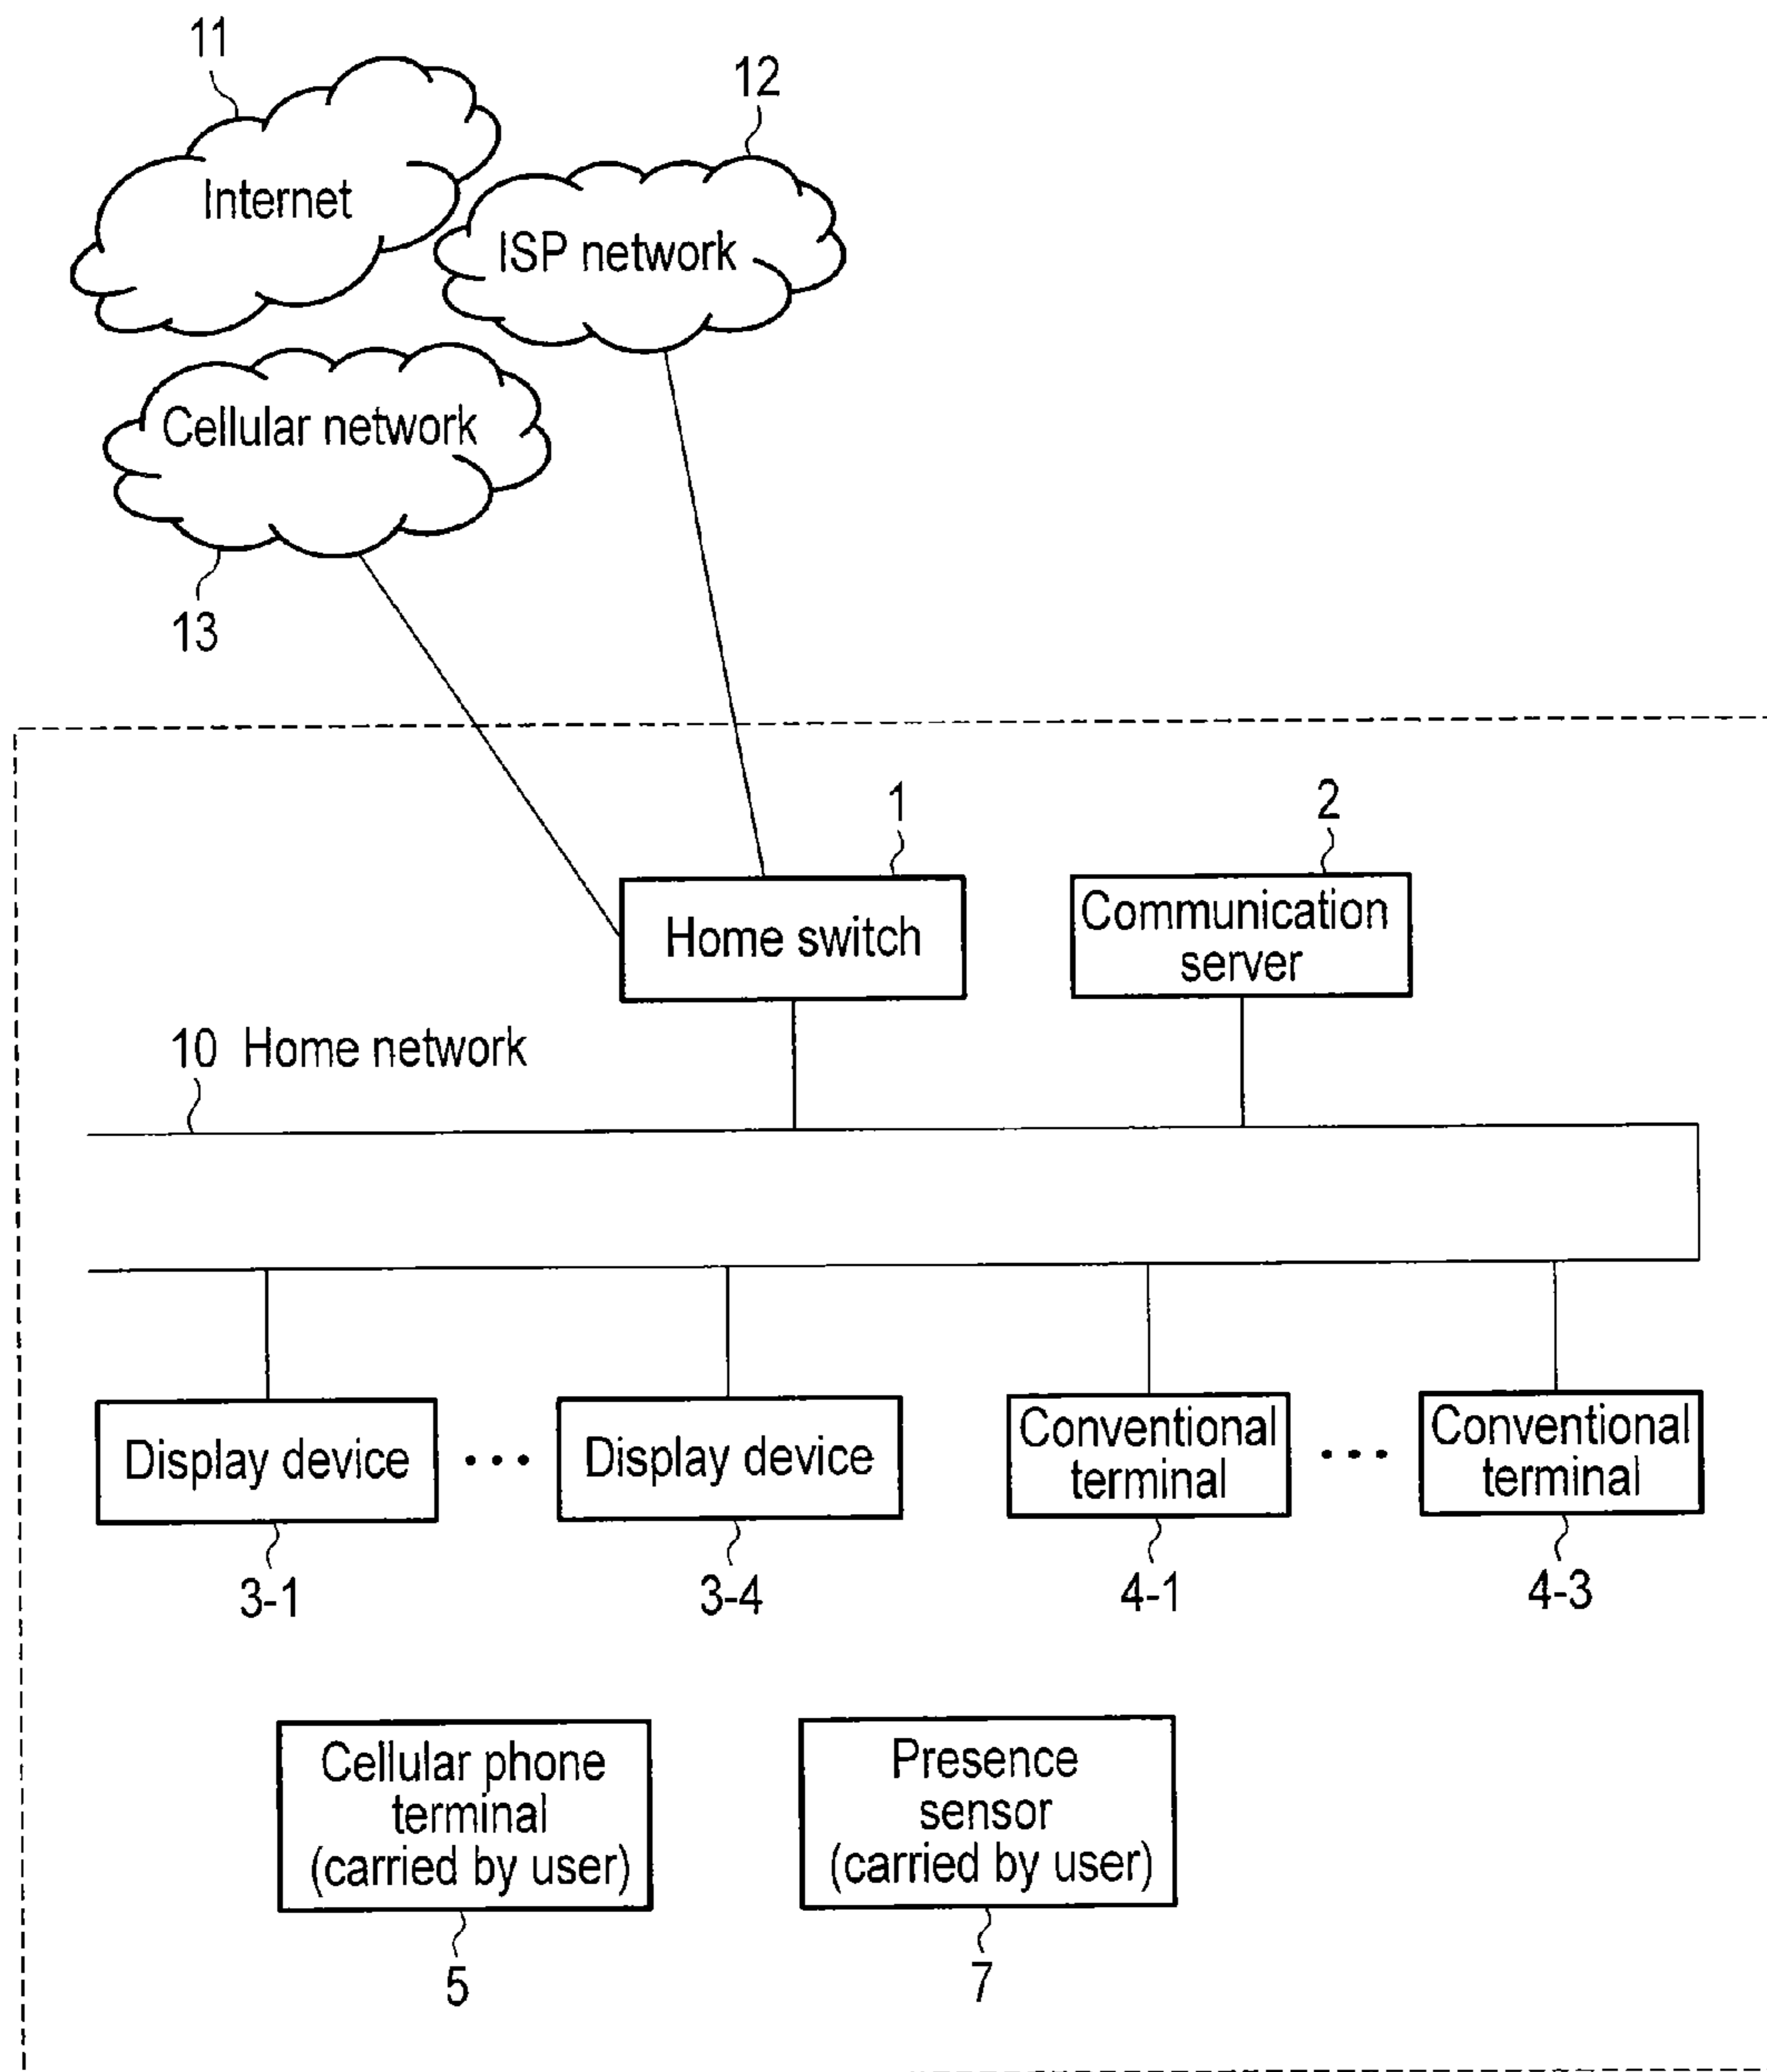 11
12
Internet
ISP network
Cellular network
13
1
2
Home switch
Communication
server
10 Home network
Display device
•••
Display device
Conventional
terminal
•••
Conventional
terminal
3-1
3-4
4-1
4-3
Cellular phone
terminal
(carried by user)
Presence
sensor
(carried by user)
5
7